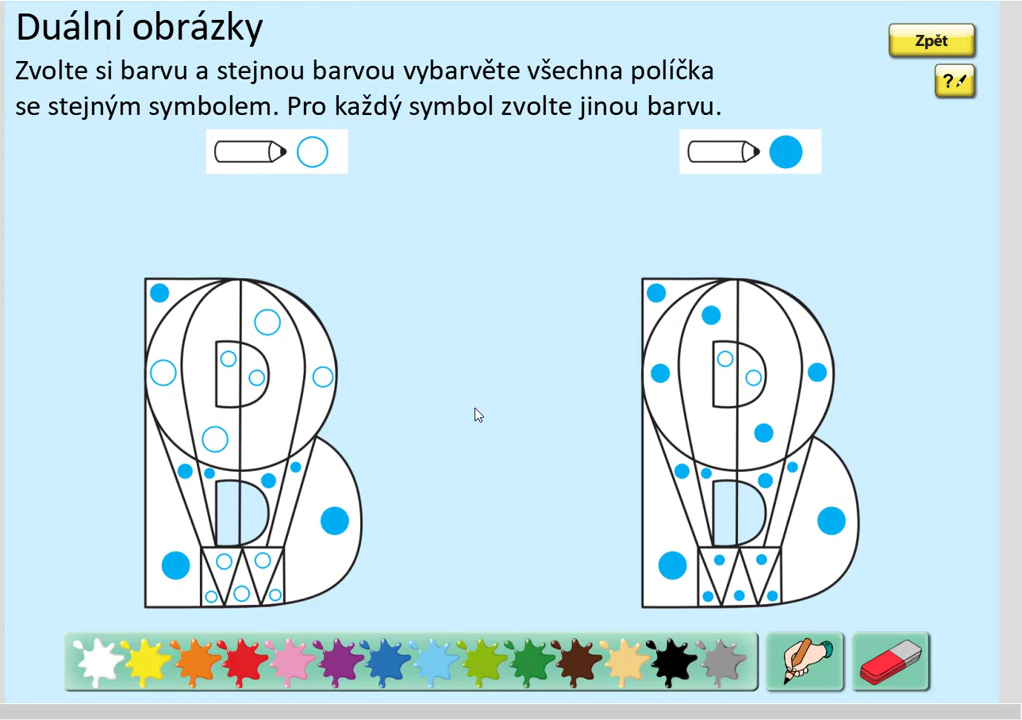 Duální obrázky
Zpět
Zvolte si barvu a stejnou barvou vybarvěte všechna políčka
?
se stejným symbolem. Pro každý symbol zvolte jinou barvu.
B B